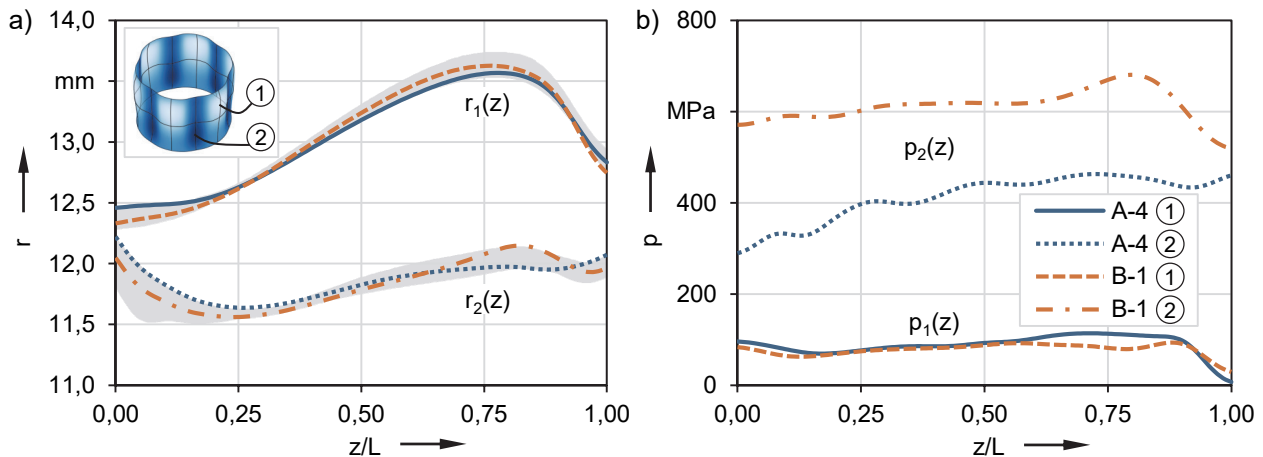 a)
14,0
mm
13,0
12,5
12,0
11,5
11,0
r
1
2
r1(z)
r2(z)
0,00 0,25 0,50 0,75 1,00
z/L
b)
800
MPa
400
200
0
p
p2(z)
p1(z)
A-4 1
A-4 2
B-1 1
B-1 2
0,00 0,25 0,50 0,75 1,00
z/L